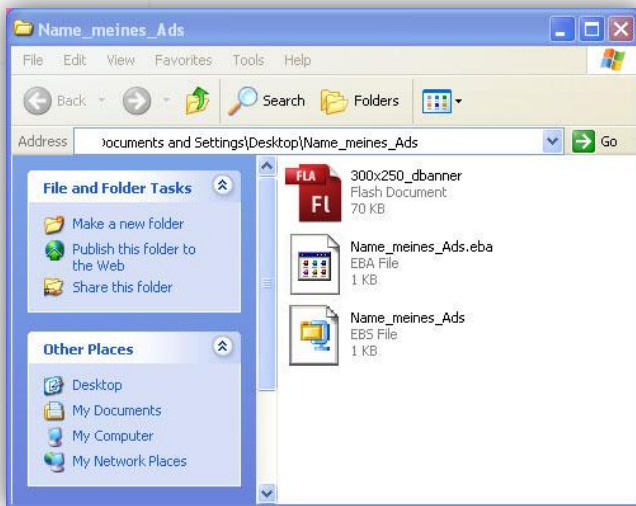 Name_meines_Ads
File Edit View Favorites Tools Help
Back Search Folders
Address ocuments and Settings\Desktop\Name_meines_Ads Go
File and Folder Tasks
Make a new folder
Publish this folder to
the Web
Share this folder
Other Places
Desktop
My Documents
My Computer
My Network Places
FLA
FL
300x250_dbanner
Flash Document
70 KB
Name_meines_Ads.eba
EBA File
1 KB
Name_meines_Ads
EBS File
1 KB